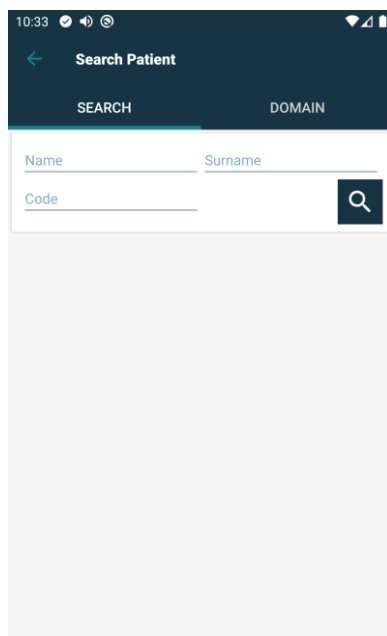 10:33
Search Patient
SEARCH DOMAIN
Name Surname
Code